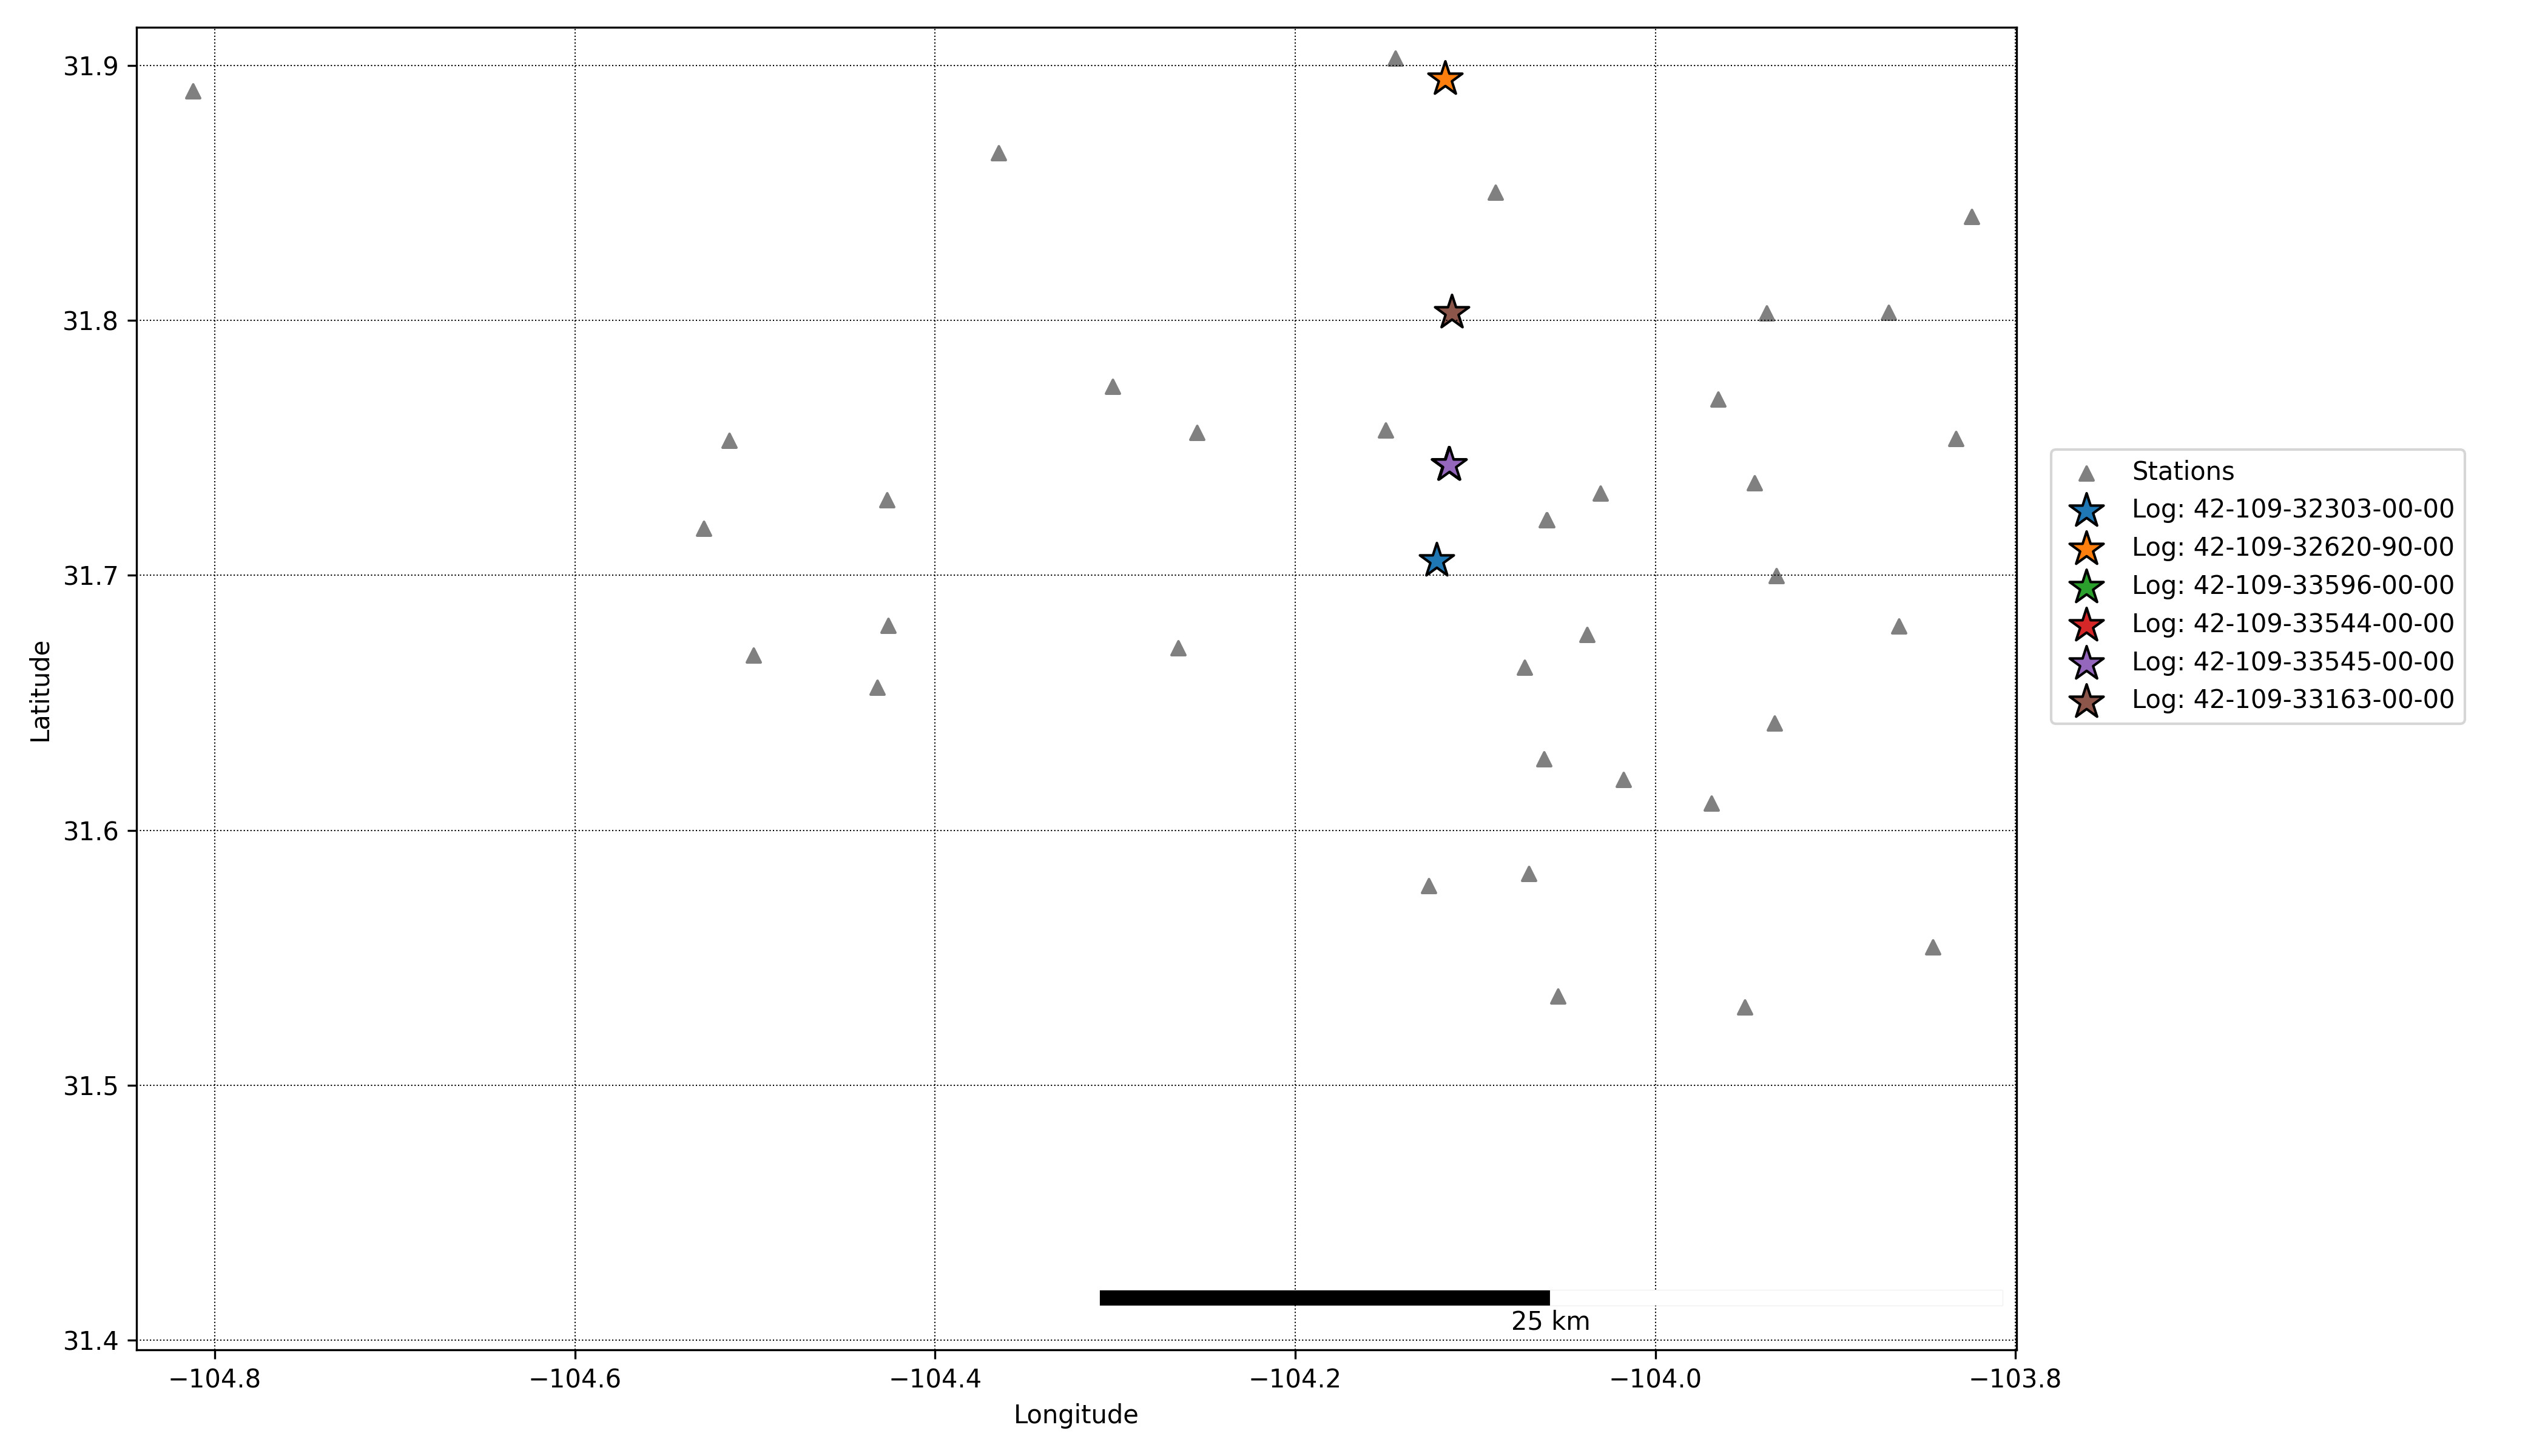 31.9
31.8
31.7
31.6
31.5
31.4
Latitude
Stations
Log: 42-109-32303-00-00
Log: 42-109-32620-90-00
Log: 42-109-33596-00-00
Log: 42-109-33544-00-00
Log: 42-109-33545-00-00
Log: 42-109-33163-00-00
25 km
−104.8 −104.6 −104.4 −104.2 −104.0 −103.8
Longitude